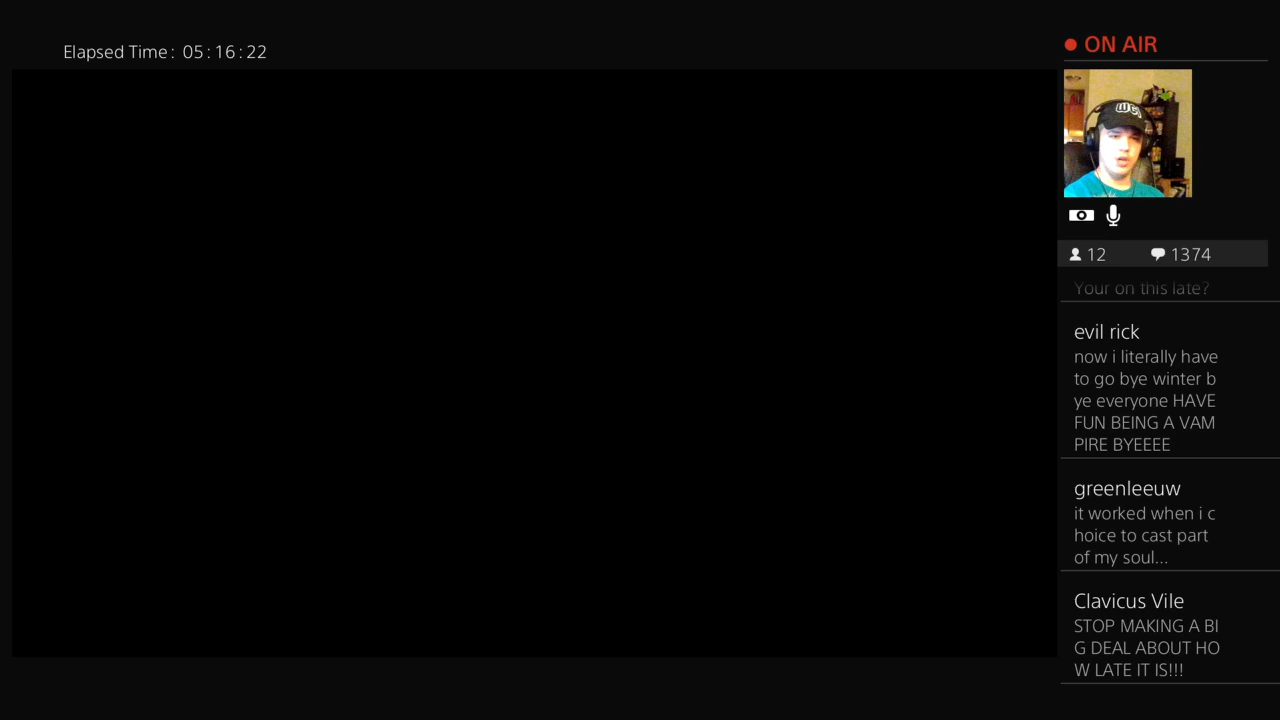 Elapsed Time: 05:16:22
ON AIR
12 1374
Your on this late?
evil rick
now i literally have
to go bye winter b
ye everyone HAVE
FUN BEING A VAM
PIRE BYEEEE
greenleeuw
it worked when i c
hoice to cast part
of my soul...
Clavicus Vile
STOP MAKING A BI
G DEAL ABOUT HO
W LATE IT IS!!!